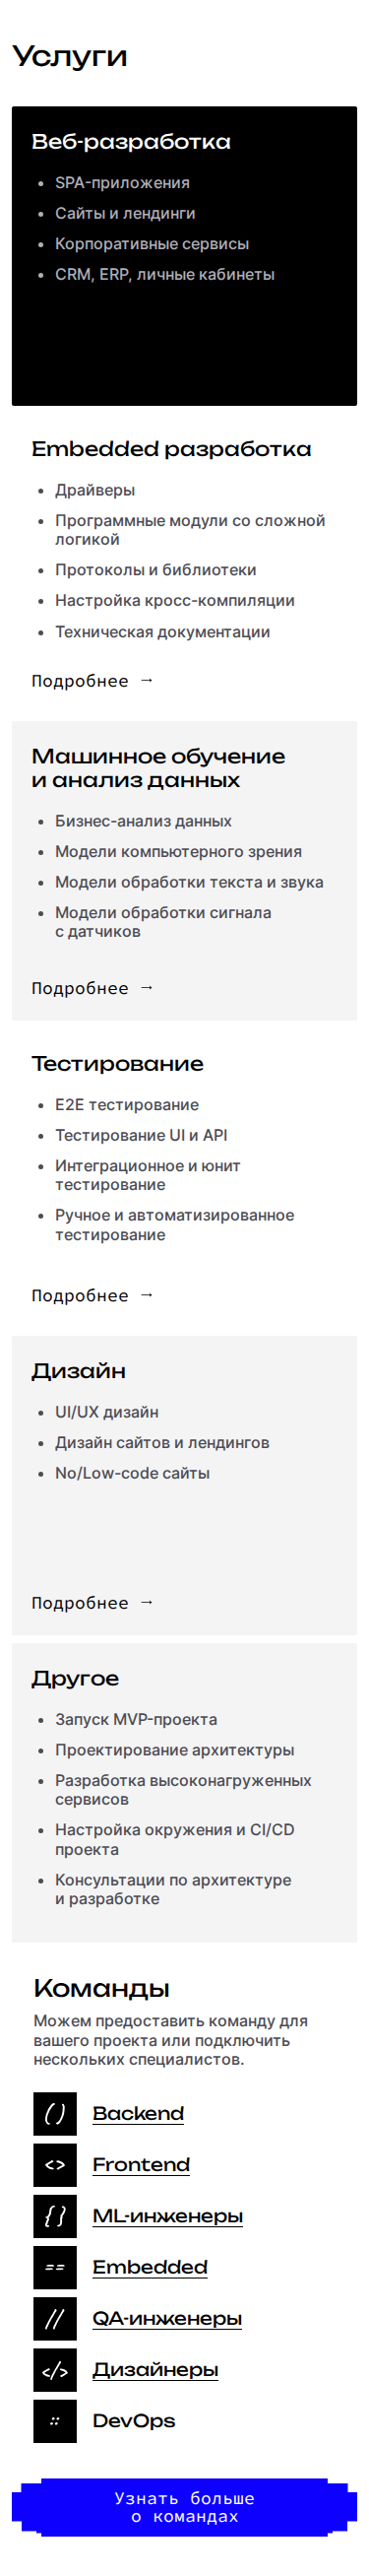 Услуги
Веб-разработка
SPA-приложения
Сайты и лендинги
Корпоративные сервисы
CRM, ERP, личные кабинеты
Embedded разработка
Драйверы
Программные модули со сложной
логикой
Протоколы и библиотеки
Настройка кросс-компиляции
Техническая документации
Подробнее →
Машинное обучение
и анализ данных
Бизнес-анализ данных
Модели компьютерного зрения
Модели обработки текста и звука
Модели обработки сигнала
с датчиков
Подробнее →
Тестирование
E2E тестирование
Тестирование UI и API
Интеграционное и юнит
тестирование
Ручное и автоматизированное
тестирование
Подробнее →
Дизайн
UI/UX дизайн
Дизайн сайтов и лендингов
No/Low-code сайты
Подробнее →
Другое
Запуск MVP-проекта
Проектирование архитектуры
Разработка высоконагруженных
сервисов
Настройка окружения и CI/CD
проекта
Консультации по архитектуре
и разработке
Команды
Можем предоставить команду для
вашего проекта или подключить
нескольких специалистов.
() Backend
<> Frontend
{} ML-инженеры
== Embedded
// QA-инженеры
</> Дизайнеры
:: DevOps
Узнать больше
о командах